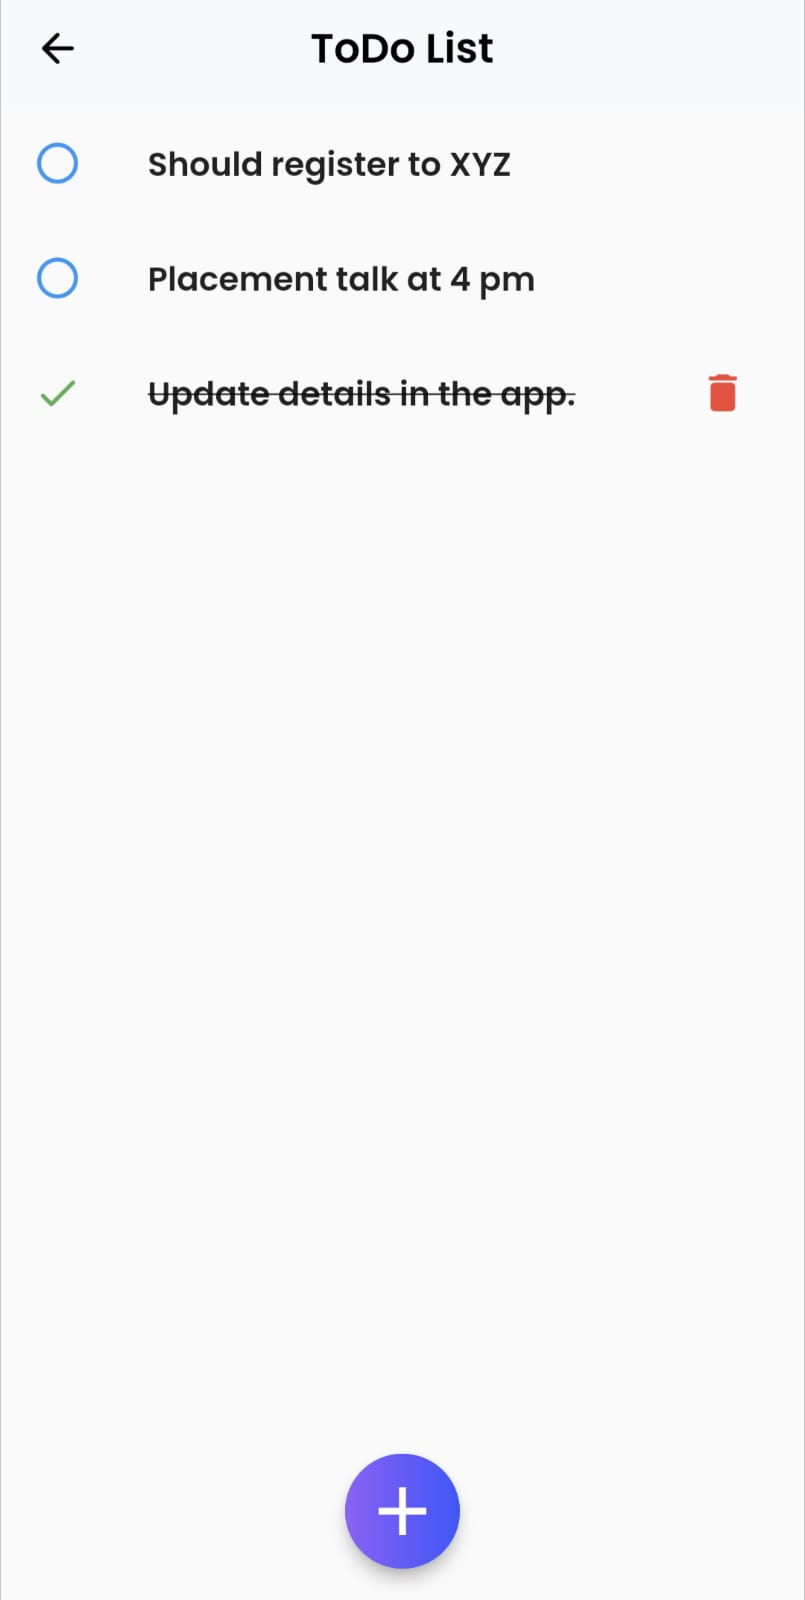 ToDo List
Should register to XYZ
Placement talk at 4 pm
Update details in the app.